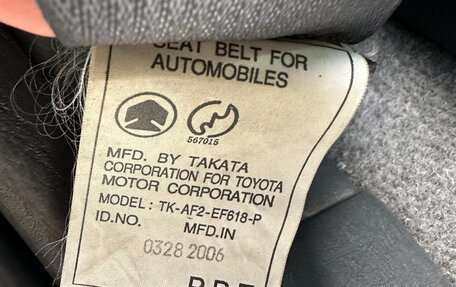 SEAT BELT FOR
AUTOMOBILES
567015
MFD. BY TAKATA
CORPORATION FOR TOYOTA
MOTOR CORPORATION
MODEL: TK-AF2-EF618-P
ID.NO. MFD.IN
0328 2006